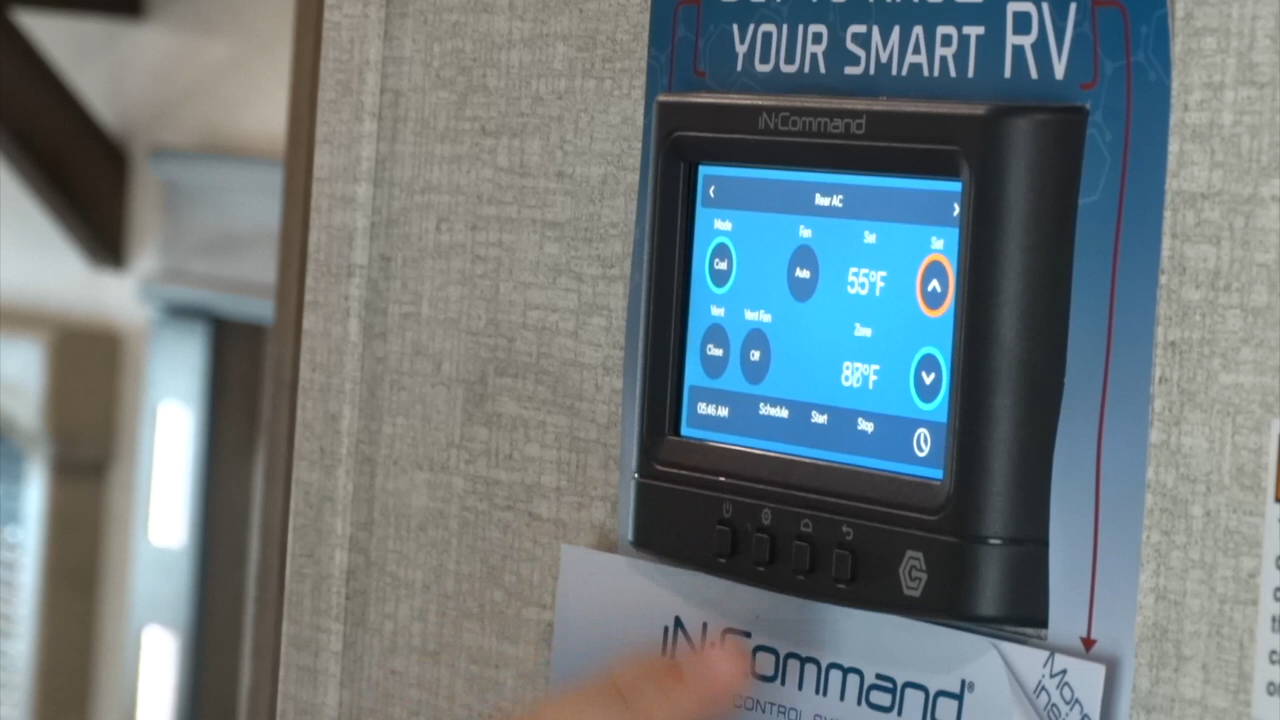 YOUR SMART RV
iN·Command
Rear AC
Mode
Fan
Set
Set
Cool
Auto
55°F
Vent
Vent Fan
Zone
Close
Off
°F
05:46 AM
Schedule
Start
Stop
iN·Command®
CONTROL
More